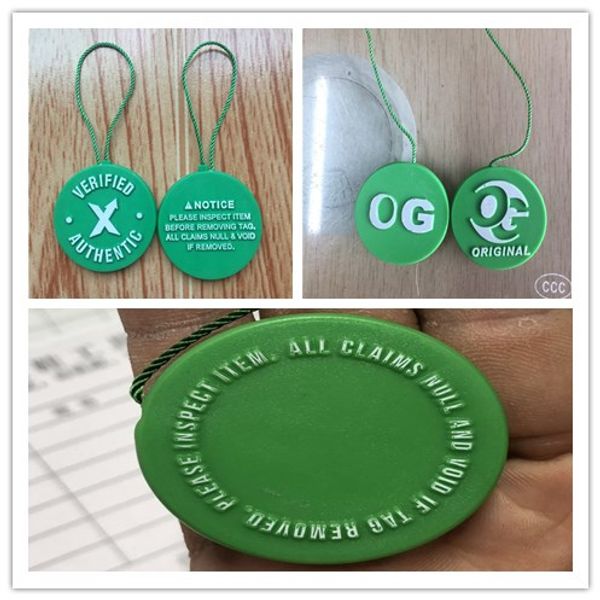 VERIFIED
X
AUTHENTIC
▲NOTICE
PLEASE INSPECT ITEM
BEFORE REMOVING TAG.
ALL CLAIMS NULL & VOID
IF REMOVED.
OG
OG
ORIGINAL
CCC
PLEASE INSPECT ITEM. ALL CLAIMS NULL AND VOID IF TAG REMOVED.